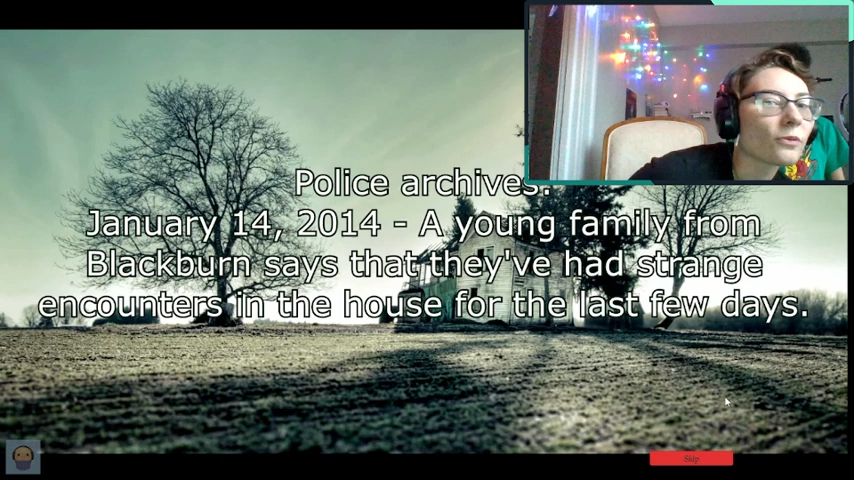 Police archives:
January 14, 2014 - A young family from
Blackburn says that they've had strange
encounters in the house for the last few days.
Skip